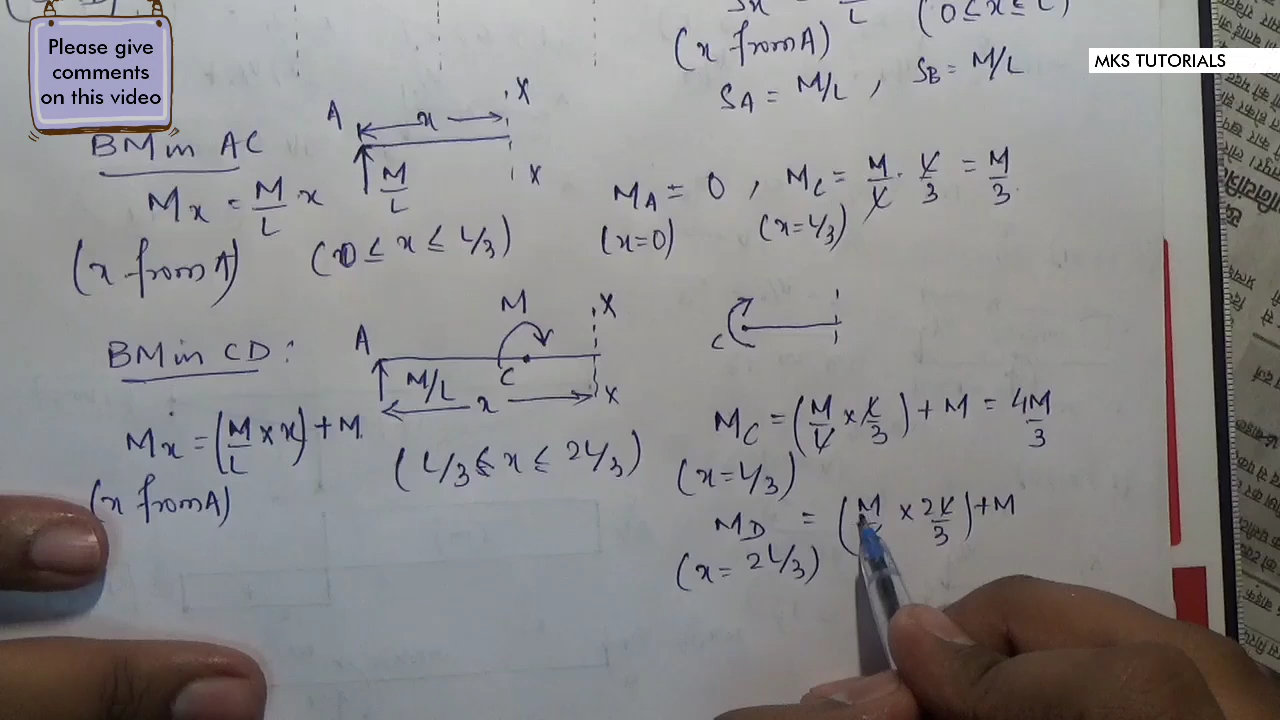 Please give
comments
on this video
MKS TUTORIALS
(0 ≤ x ≤ L)
(x from A)
SA = M/L , SB = M/L
BM in AC
A
x
X
X
M/L
Mx = M/L x
(x from A)
(0 ≤ x ≤ L/3)
MA = 0 , MC = M/L · L/3 = M/3
(x=0) (x=L/3)
BM in CD :
A
M
X
C
M/L
x
X
C
Mx = (M/L × x) + M
(x from A)
(L/3 ≤ x ≤ 2L/3)
MC = (M/L × L/3) + M = 4M/3
(x=L/3)
MD = (M/L × 2L/3) + M
(x = 2L/3)